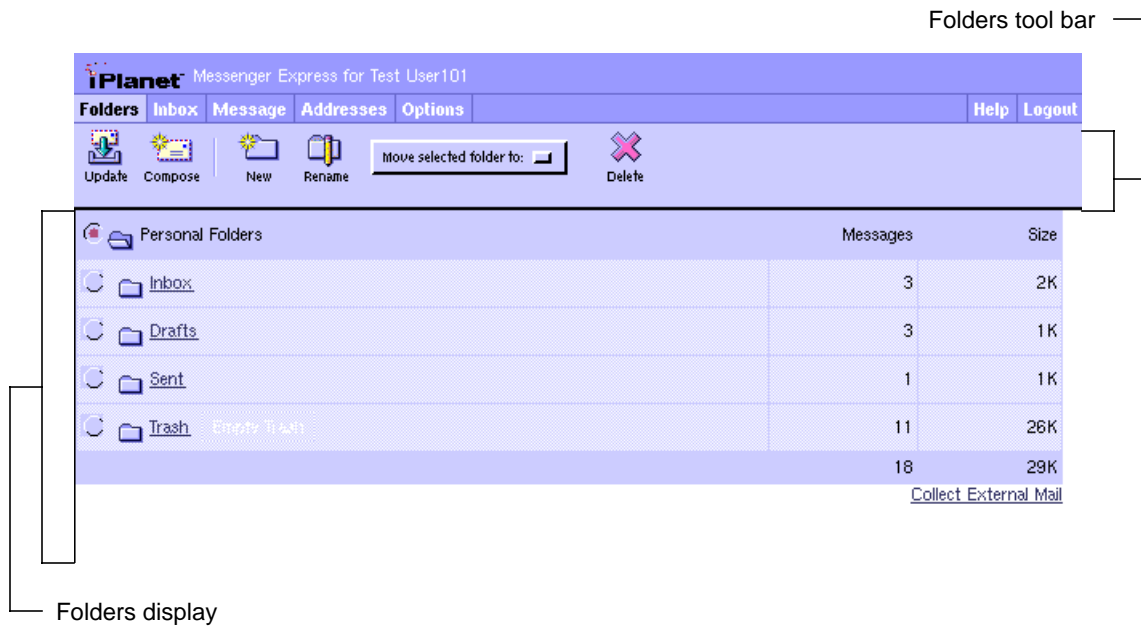 Folders tool bar
iPlanet Messenger Express for Test User101
Folders Inbox Message Addresses Options Help Logout
Update Compose New Rename Move selected folder to: Delete
Personal Folders Messages Size
Inbox 3 2K
Drafts 3 1K
Sent 1 1K
Trash Empty Trash 11 26K
18 29K
Collect External Mail
Folders display